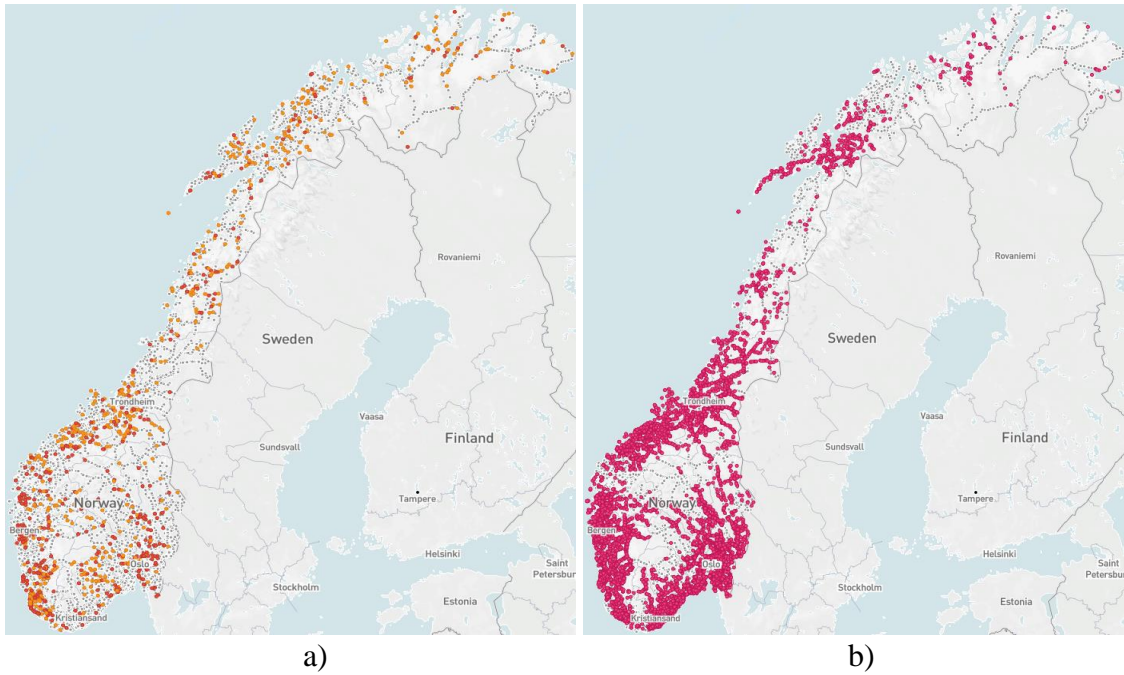 Rovaniemi
Sweden
Trondheim
Vaasa
Finland
Sundsvall
Norway
Tampere
Bergen
Oslo
Helsinki
Saint
Petersbur
Stockholm
Estonia
Kristiansand
a)
Rovaniemi
Sweden
Trondheim
Vaasa
Finland
Sundsvall
Norway
Tampere
Bergen
Oslo
Helsinki
Saint
Petersbu
Stockholm
Estonia
Kristiansand
b)